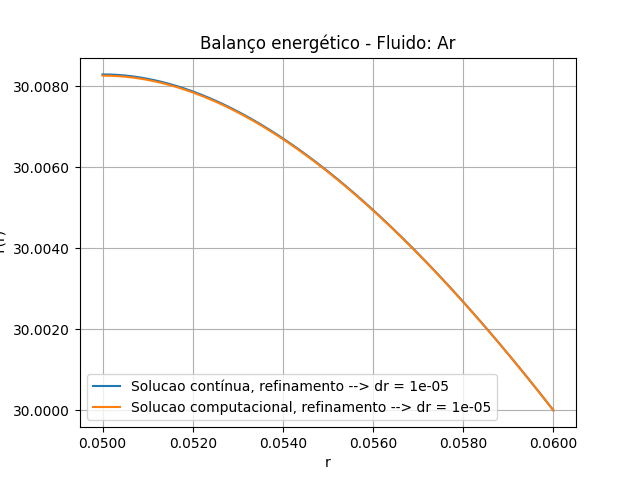 Balanço energético - Fluido: Ar
30.0080
30.0060
30.0040
30.0020
30.0000
Solucao contínua, refinamento --> dr = 1e-05
Solucao computacional, refinamento --> dr = 1e-05
0.0500 0.0520 0.0540 0.0560 0.0580 0.0600
r